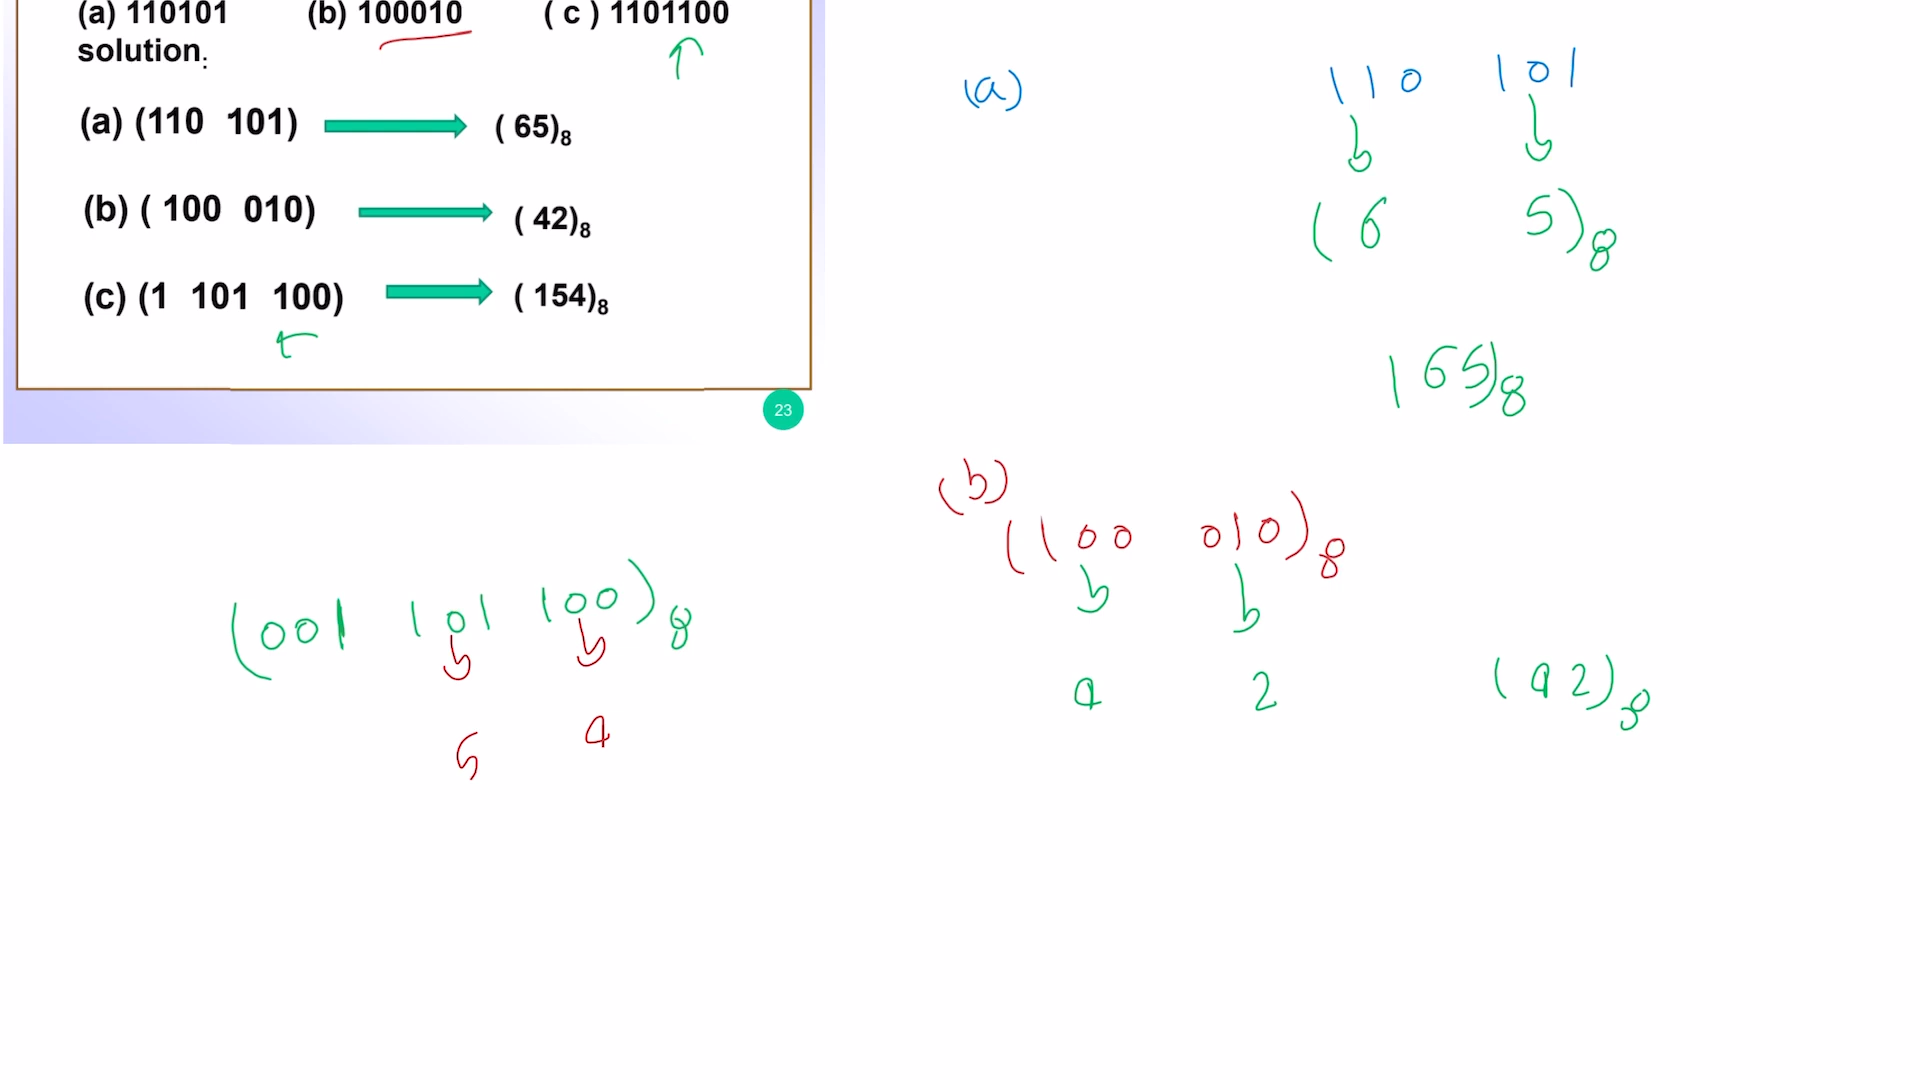 (a) 110101 (b) 100010 ( c ) 1101100
solution:
(a) (110 101) ( 65)8
(b) ( 100 010) ( 42)8
(c) (1 101 100) ( 154)8
23
(a) 110 101
( 6 5)8
( 65)8
(b)
(100 010)8
4 2 (42)8
(001 101 100)8
5 4